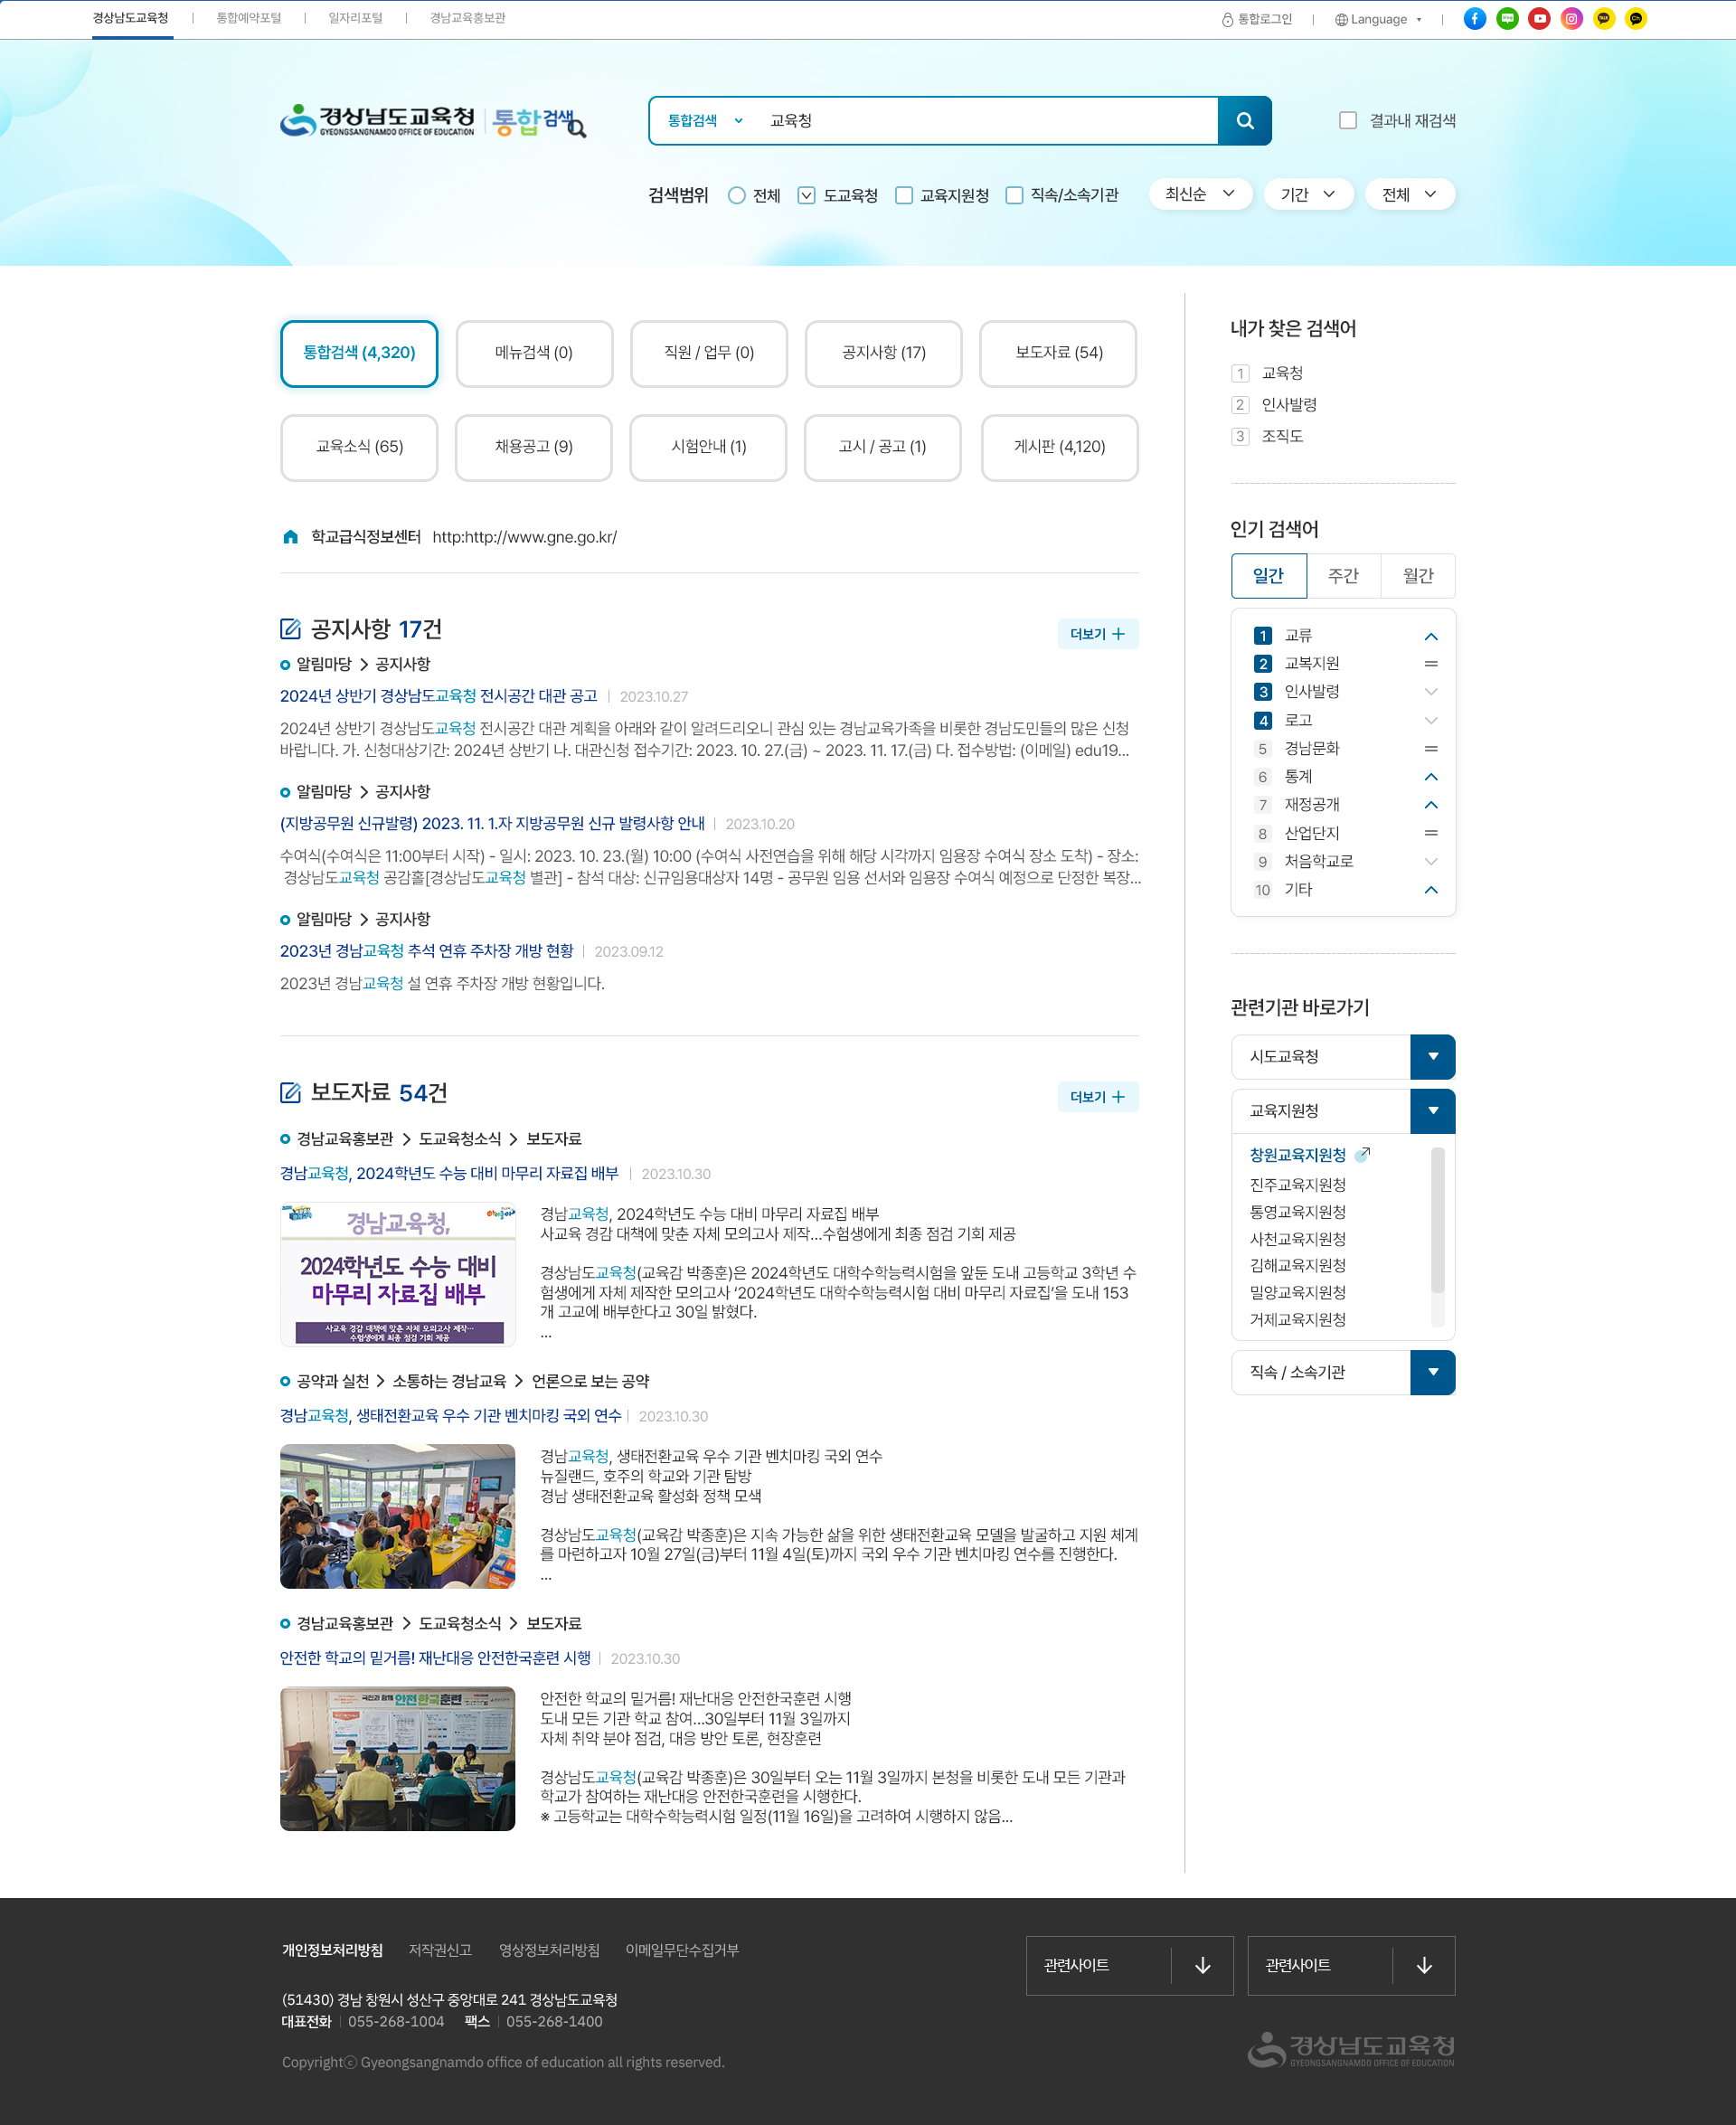 경상남도교육청 | 통합예약포털 | 일자리포털 | 경남교육홍보관
통합로그인 | Language
경상남도교육청
GYEONGSANGNAMDO OFFICE OF EDUCATION
통합검색
통합검색 교육청
결과내 재검색
검색범위 전체 도교육청 교육지원청 직속/소속기관 최신순 기간 전체
통합검색 (4,320) 메뉴검색 (0) 직원 / 업무 (0) 공지사항 (17) 보도자료 (54)
교육소식 (65) 채용공고 (9) 시험안내 (1) 고시 / 공고 (1) 게시판 (4,120)
학교급식정보센터 http:http://www.gne.go.kr/
공지사항 17건
더보기 +
알림마당 > 공지사항
2024년 상반기 경상남도교육청 전시공간 대관 공고 | 2023.10.27
2024년 상반기 경상남도교육청 전시공간 대관 계획을 아래와 같이 알려드리오니 관심 있는 경남교육가족을 비롯한 경남도민들의 많은 신청
바랍니다. 가. 신청대상기간: 2024년 상반기 나. 대관신청 접수기간: 2023. 10. 27.(금) ~ 2023. 11. 17.(금) 다. 접수방법: (이메일) edu19...
알림마당 > 공지사항
(지방공무원 신규발령) 2023. 11. 1.자 지방공무원 신규 발령사항 안내 | 2023.10.20
수여식(수여식은 11:00부터 시작) - 일시: 2023. 10. 23.(월) 10:00 (수여식 사전연습을 위해 해당 시각까지 임용장 수여식 장소 도착) - 장소:
경상남도교육청 공감홀[경상남도교육청 별관] - 참석 대상: 신규임용대상자 14명 - 공무원 임용 선서와 임용장 수여식 예정으로 단정한 복장...
알림마당 > 공지사항
2023년 경남교육청 추석 연휴 주차장 개방 현황 | 2023.09.12
2023년 경남교육청 설 연휴 주차장 개방 현황입니다.
보도자료 54건
더보기 +
경남교육홍보관 > 도교육청소식 > 보도자료
경남교육청, 2024학년도 수능 대비 마무리 자료집 배부 | 2023.10.30
경남교육청,
2024학년도 수능 대비
마무리 자료집 배부
사교육 경감 대책에 맞춘 자체 모의고사 제작…
수험생에게 최종 점검 기회 제공
경남교육청, 2024학년도 수능 대비 마무리 자료집 배부
사교육 경감 대책에 맞춘 자체 모의고사 제작…수험생에게 최종 점검 기회 제공
경상남도교육청(교육감 박종훈)은 2024학년도 대학수학능력시험을 앞둔 도내 고등학교 3학년 수
험생에게 자체 제작한 모의고사 ‘2024학년도 대학수학능력시험 대비 마무리 자료집’을 도내 153
개 고교에 배부한다고 30일 밝혔다.
...
공약과 실천 > 소통하는 경남교육 > 언론으로 보는 공약
경남교육청, 생태전환교육 우수 기관 벤치마킹 국외 연수 | 2023.10.30
경남교육청, 생태전환교육 우수 기관 벤치마킹 국외 연수
뉴질랜드, 호주의 학교와 기관 탐방
경남 생태전환교육 활성화 정책 모색
경상남도교육청(교육감 박종훈)은 지속 가능한 삶을 위한 생태전환교육 모델을 발굴하고 지원 체계
를 마련하고자 10월 27일(금)부터 11월 4일(토)까지 국외 우수 기관 벤치마킹 연수를 진행한다.
...
경남교육홍보관 > 도교육청소식 > 보도자료
안전한 학교의 밑거름! 재난대응 안전한국훈련 시행 | 2023.10.30
국민과 함께 안전한국훈련
안전한 학교의 밑거름! 재난대응 안전한국훈련 시행
도내 모든 기관 학교 참여…30일부터 11월 3일까지
자체 취약 분야 점검, 대응 방안 토론, 현장훈련
경상남도교육청(교육감 박종훈)은 30일부터 오는 11월 3일까지 본청을 비롯한 도내 모든 기관과
학교가 참여하는 재난대응 안전한국훈련을 시행한다.
※ 고등학교는 대학수학능력시험 일정(11월 16일)을 고려하여 시행하지 않음...
내가 찾은 검색어
1 교육청
2 인사발령
3 조직도
인기 검색어
일간 주간 월간
1 교류
2 교복지원
3 인사발령
4 로고
5 경남문화
6 통계
7 재정공개
8 산업단지
9 처음학교로
10 기타
관련기관 바로가기
시도교육청
교육지원청
창원교육지원청
진주교육지원청
통영교육지원청
사천교육지원청
김해교육지원청
밀양교육지원청
거제교육지원청
직속 / 소속기관
개인정보처리방침 저작권신고 영상정보처리방침 이메일무단수집거부
관련사이트 관련사이트
(51430) 경남 창원시 성산구 중앙대로 241 경상남도교육청
대표전화 | 055-268-1004 팩스 | 055-268-1400
Copyrightⓒ Gyeongsangnamdo office of education all rights reserved.
경상남도교육청
GYEONGSANGNAMDO OFFICE OF EDUCATION